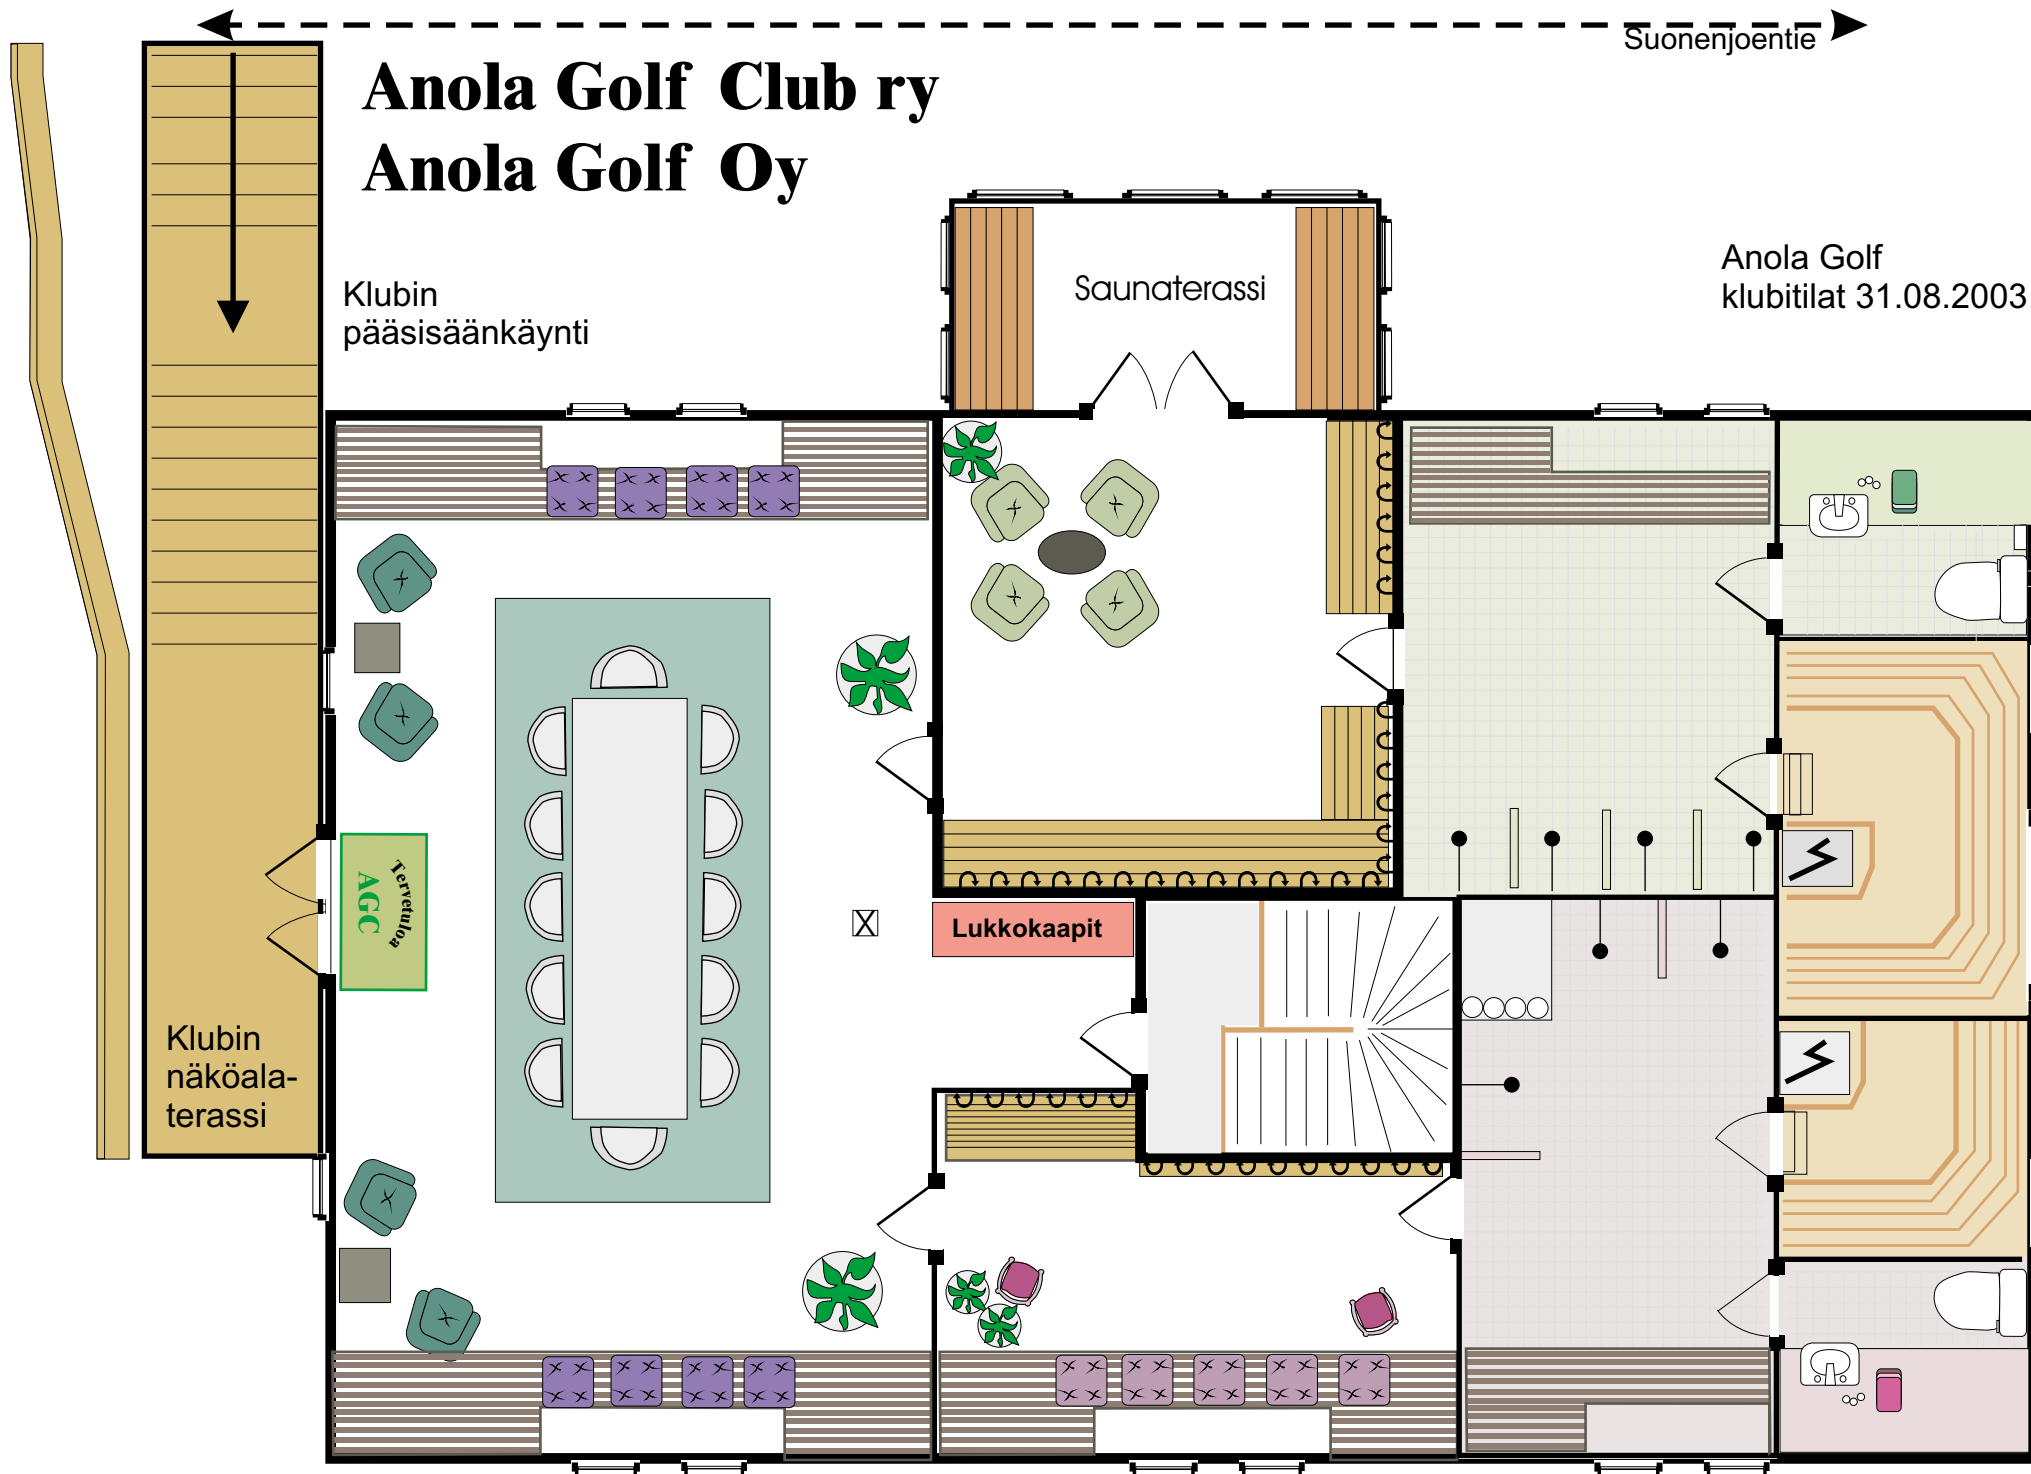 Suonenjoentie
Anola Golf Club ry
Anola Golf Oy
Klubin
pääsisäänkäynti
Saunaterassi
Anola Golf
klubitilat 31.08.2003
Tervetuloa
AGC
X
Lukkokaapit
Klubin
näköala-
terassi